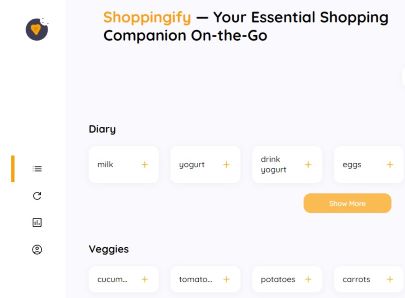 Shoppingify — Your Essential Shopping
Companion On-the-Go
Diary
milk +
yogurt +
drink
yogurt +
eggs +
Show More
Veggies
cucum... +
tomato... +
potatoes +
carrots +